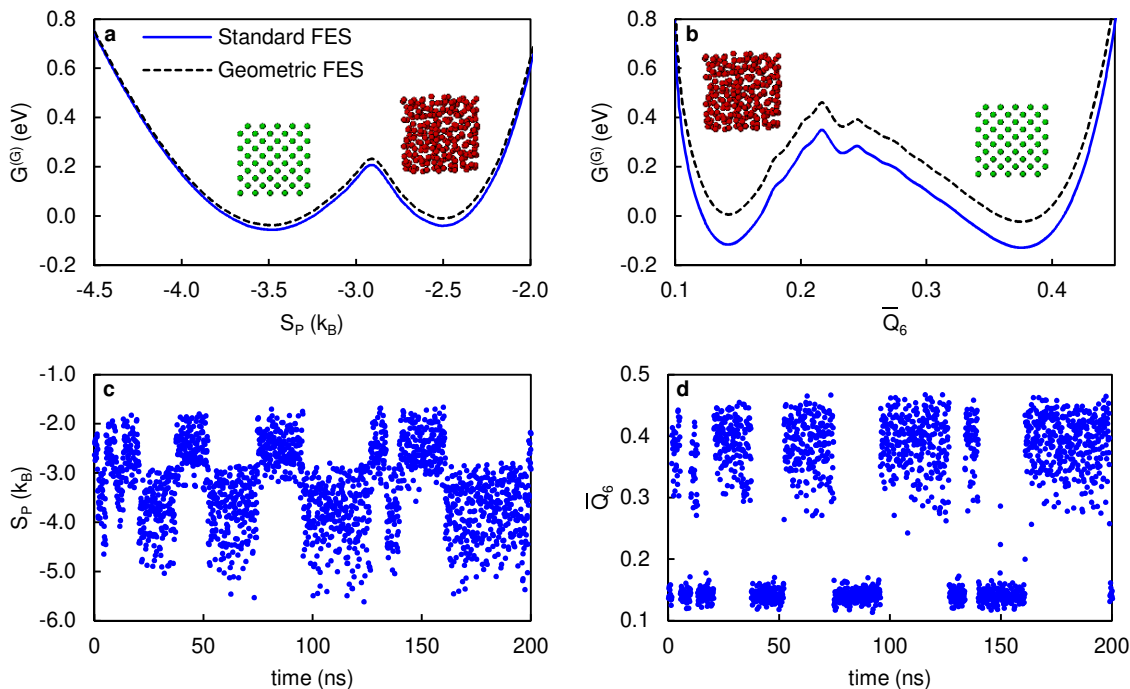 a
Standard FES
Geometric FES
0.8
0.6
0.4
0.2
0.0
-0.2
G(G) (eV)
-4.5 -4.0 -3.5 -3.0 -2.5 -2.0
SP (kB)
b
0.8
0.6
0.4
0.2
0.0
-0.2
G(G) (eV)
0.1 0.2 0.3 0.4
Q̅6
c
-1.0
-2.0
-3.0
-4.0
-5.0
-6.0
SP (kB)
0 50 100 150 200
time (ns)
d
0.5
0.4
0.3
0.2
0.1
Q̅6
0 50 100 150 200
time (ns)